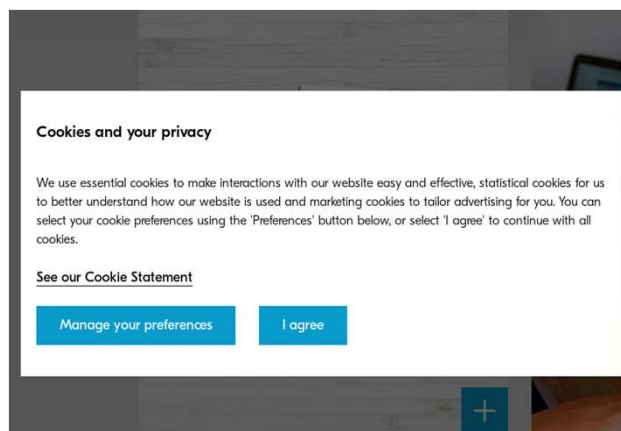 Cookies and your privacy
We use essential cookies to make interactions with our website easy and effective, statistical cookies for us
to better understand how our website is used and marketing cookies to tailor advertising for you. You can
select your cookie preferences using the 'Preferences' button below, or select 'I agree' to continue with all
cookies.
See our Cookie Statement
Manage your preferences
I agree